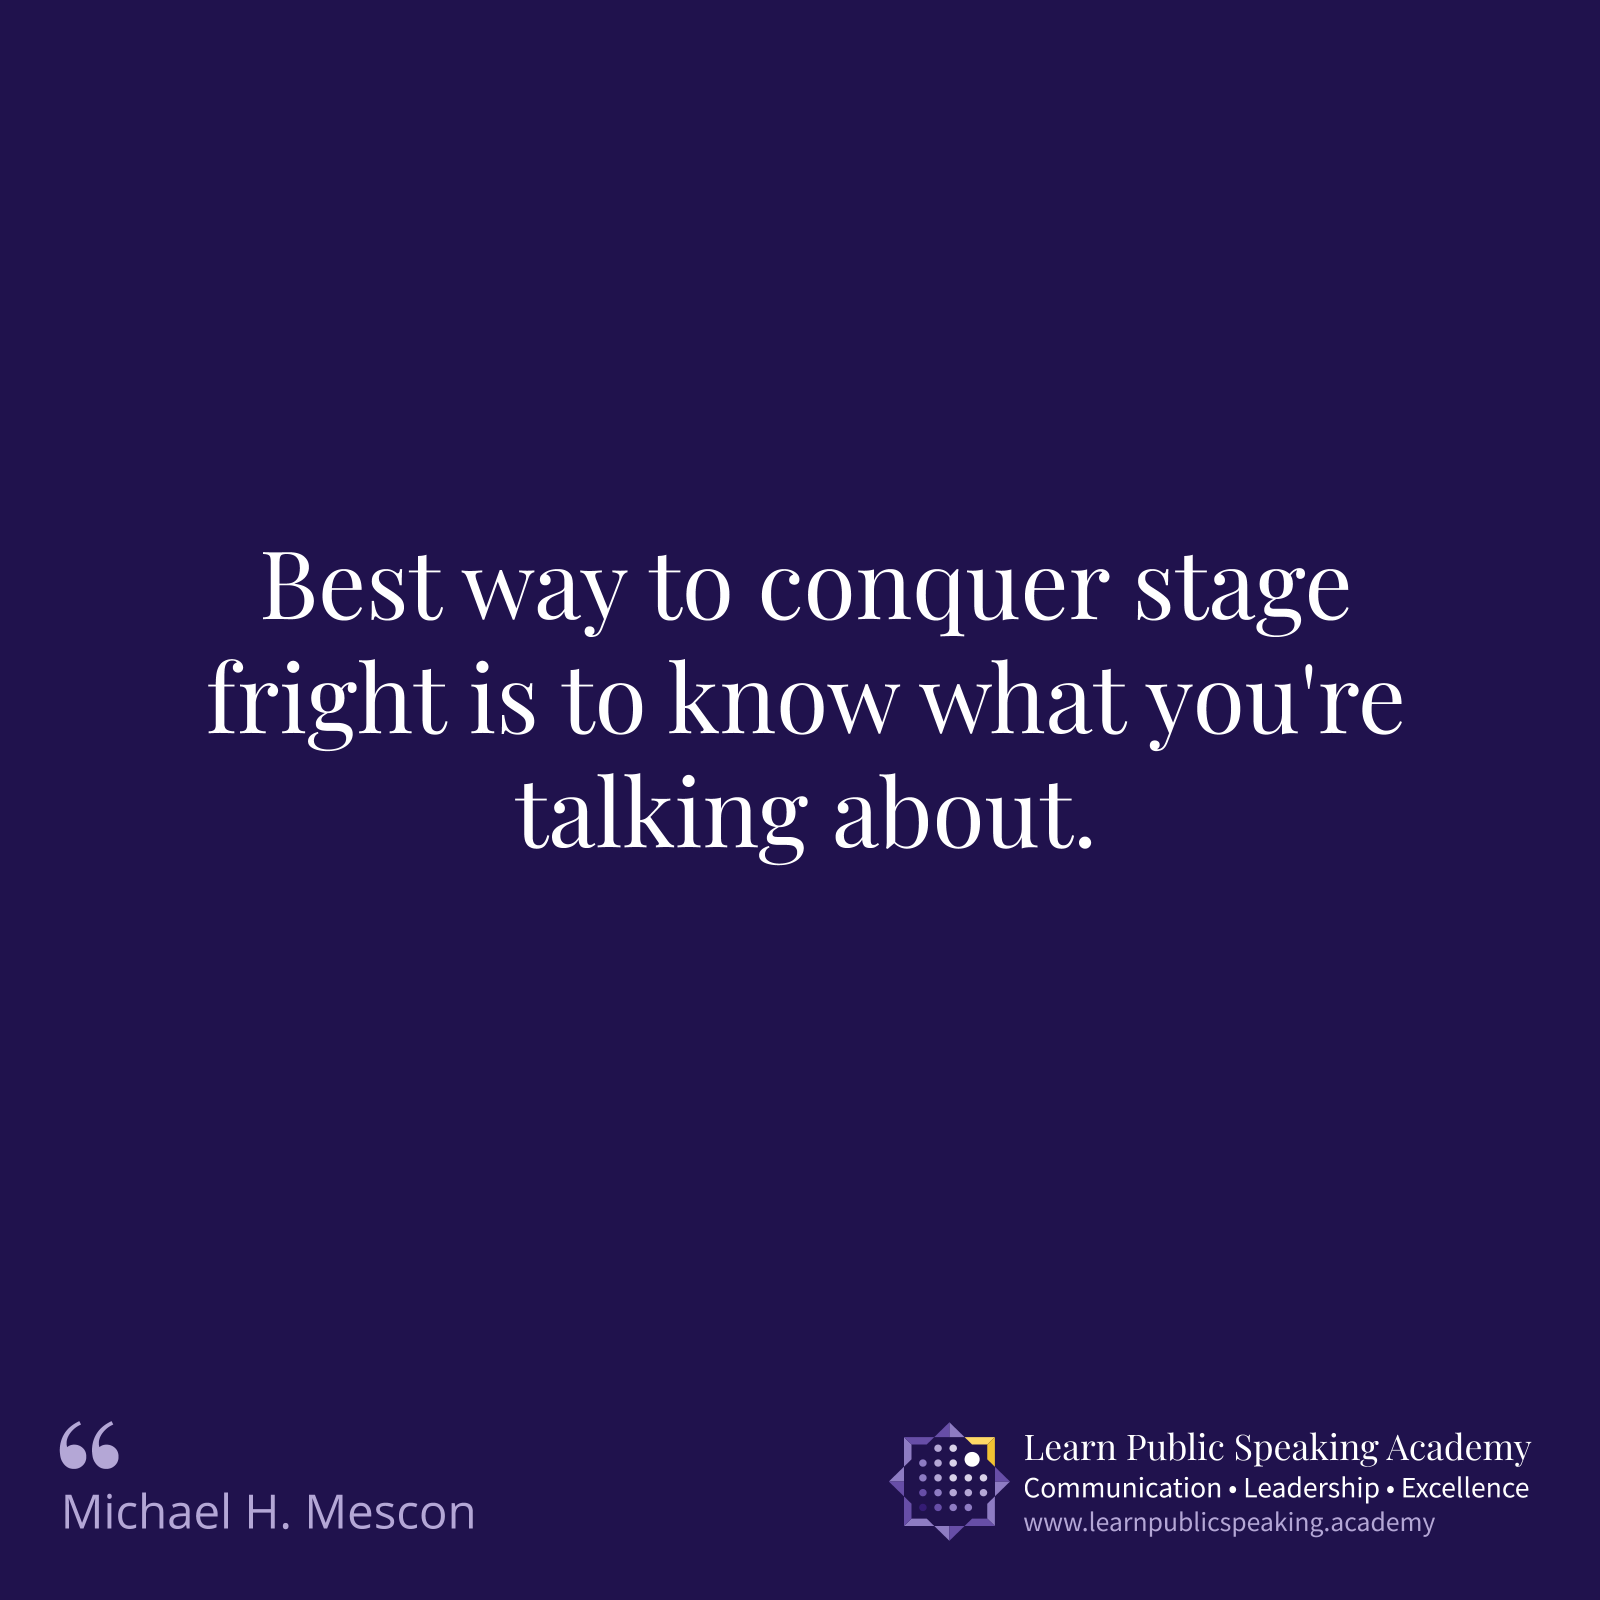 Best way to conquer stage
fright is to know what you're
talking about.
“
Michael H. Mescon
Learn Public Speaking Academy
Communication • Leadership • Excellence
www.learnpublicspeaking.academy